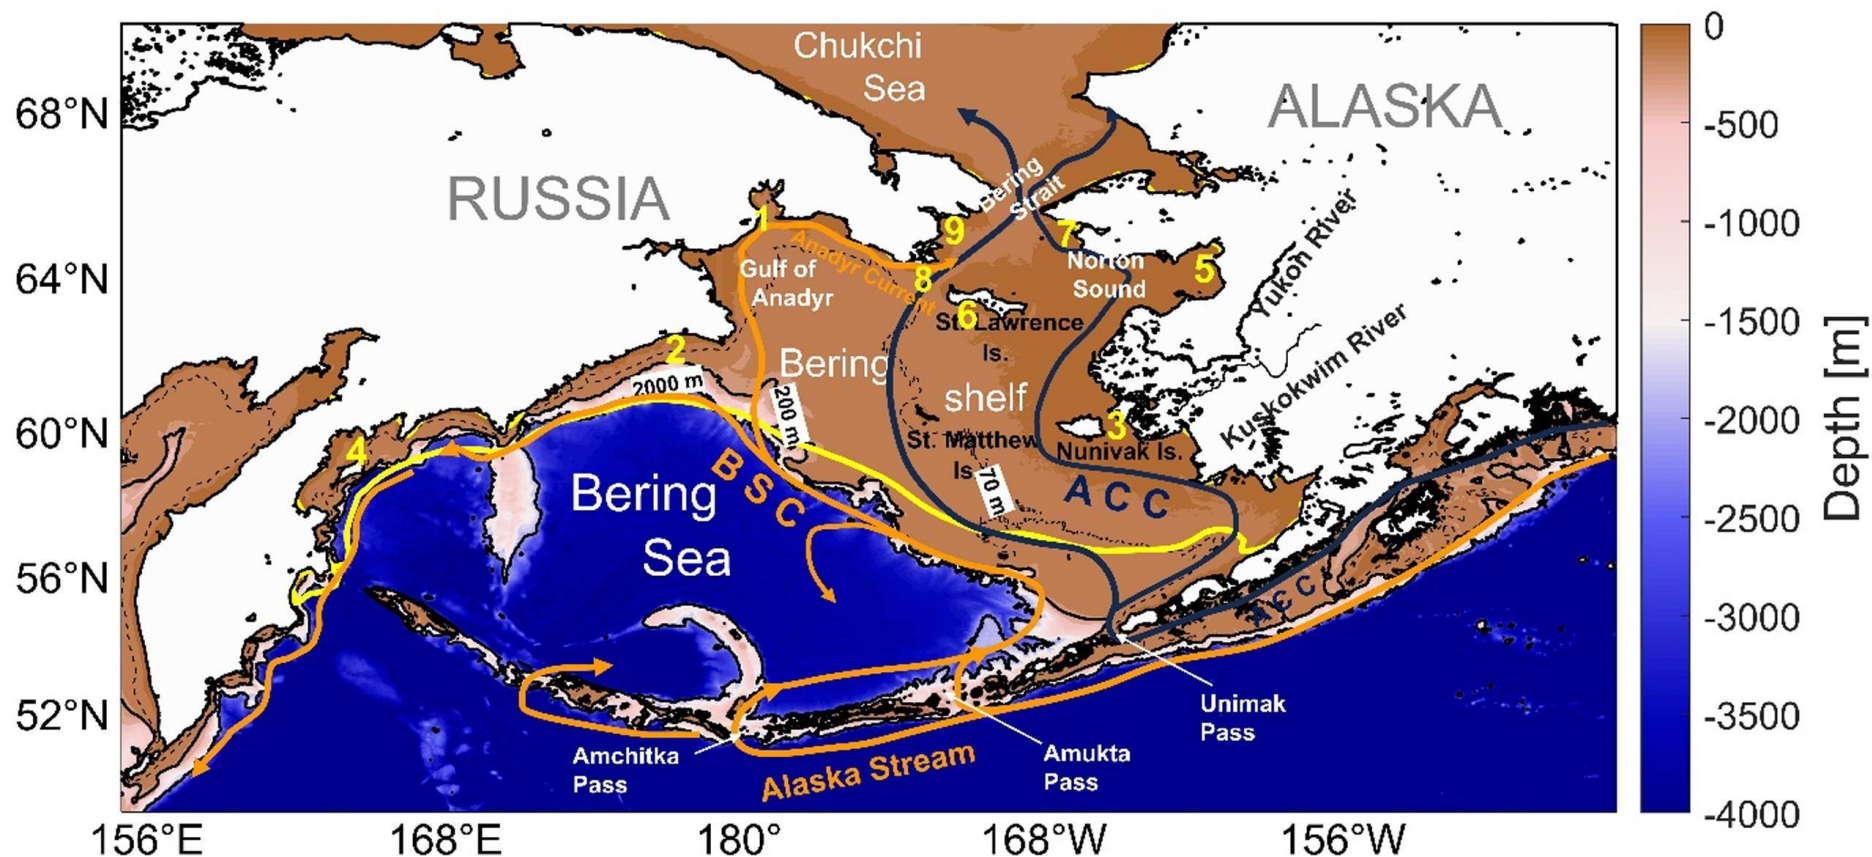 Chukchi
Sea
ALASKA
RUSSIA
Bering
Strait
Yukon River
Kuskokwim River
Norton
Sound
Gulf of
Anadyr
Anadyr Current
1
2
3
4
5
6
7
8
9
St. Lawrence
Is.
Bering
shelf
St. Matthew
Is.
Nunivak Is.
2000 m
200 m
70 m
BSC
ACC
ACC
Bering
Sea
Unimak
Pass
Amukta
Pass
Amchitka
Pass
Alaska Stream
68°N
64°N
60°N
56°N
52°N
156°E
168°E
180°
168°W
156°W
0
-500
-1000
-1500
-2000
-2500
-3000
-3500
-4000
Depth [m]